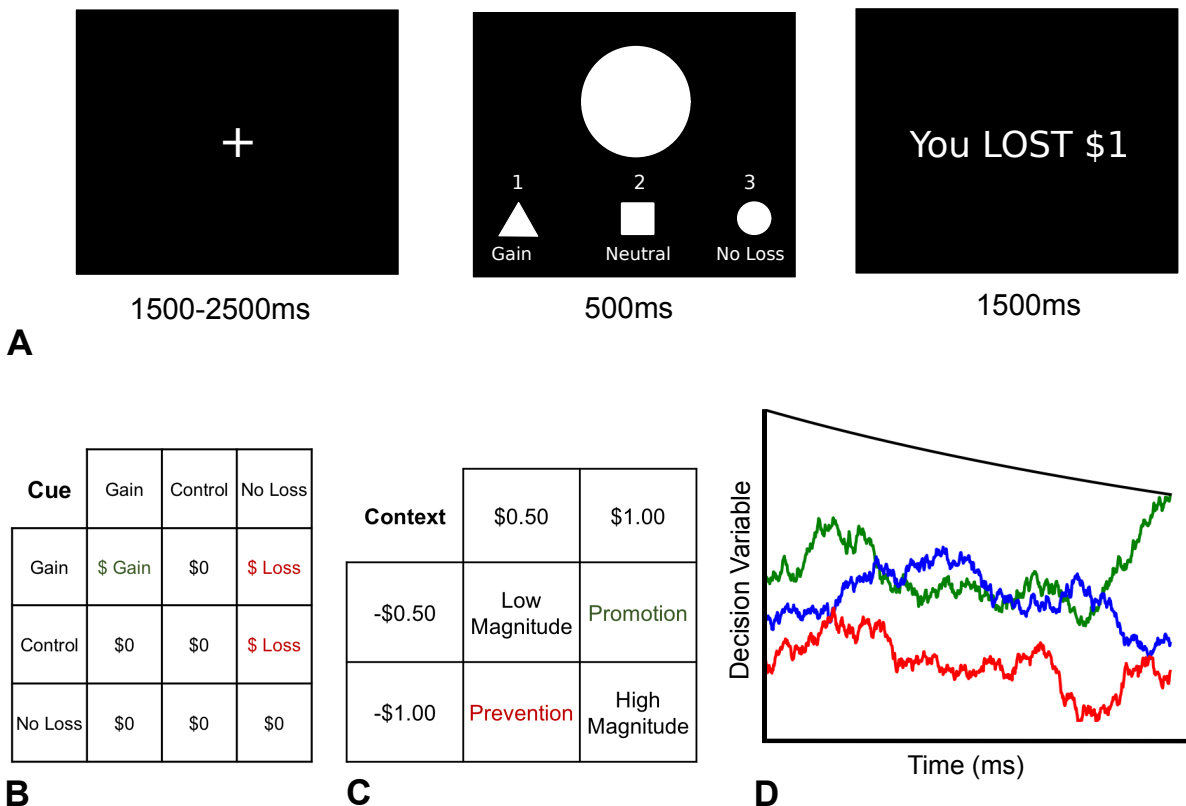 +
You LOST $1
1 2 3
Gain Neutral No Loss
1500-2500ms
500ms
1500ms
A
Cue Gain Control No Loss
Gain $ Gain $0 $ Loss
Control $0 $0 $ Loss
No Loss $0 $0 $0
B
Context $0.50 $1.00
-$0.50 Low
Magnitude Promotion
-$1.00 Prevention High
Magnitude
C
Decision Variable
Time (ms)
D